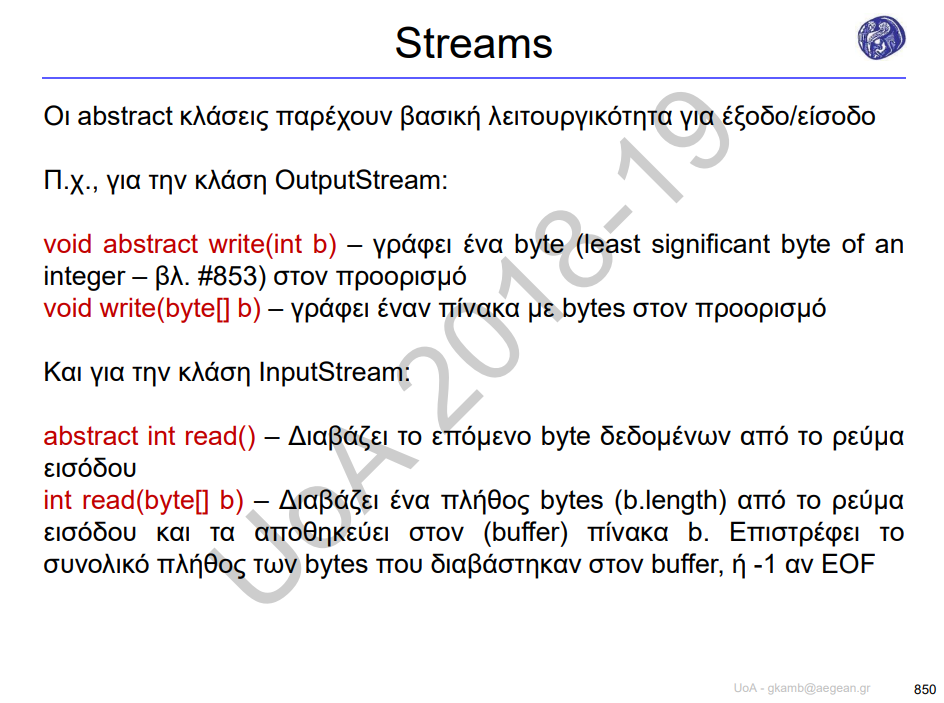 Streams
Οι abstract κλάσεις παρέχουν βασική λειτουργικότητα για έξοδο/είσοδο
Π.χ., για την κλάση OutputStream:
void abstract write(int b) – γράφει ένα byte (least significant byte of an
integer – βλ. #853) στον προορισμό
void write(byte[] b) – γράφει έναν πίνακα με bytes στον προορισμό
Και για την κλάση InputStream:
abstract int read() – Διαβάζει το επόμενο byte δεδομένων από το ρεύμα
εισόδου
int read(byte[] b) – Διαβάζει ένα πλήθος bytes (b.length) από το ρεύμα
εισόδου και τα αποθηκεύει στον (buffer) πίνακα b. Επιστρέφει το
συνολικό πλήθος των bytes που διαβάστηκαν στον buffer, ή -1 αν EOF
UoA 2018-19
UoA - gkamb@aegean.gr
850